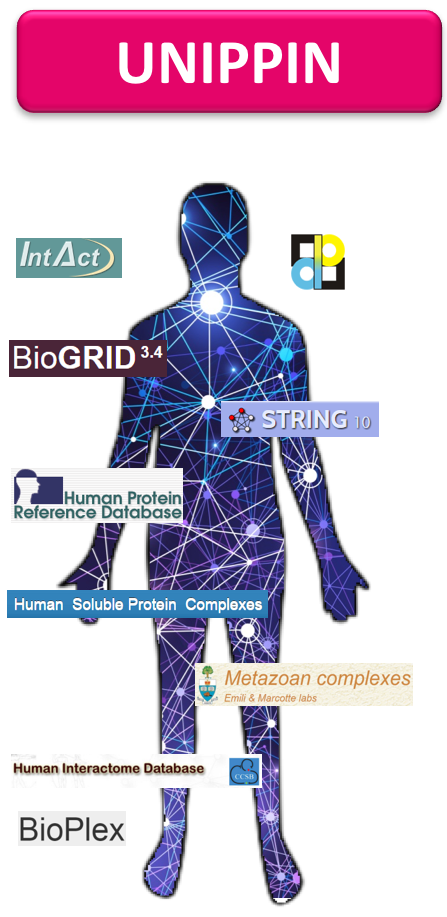 UNIPPIN
IntAct
BioGRID 3.4
STRING 10
Human Protein
Reference Database
Human Soluble Protein Complexes
Metazoan complexes
Emili & Marcotte labs
Human Interactome Database
CCSB
BioPlex